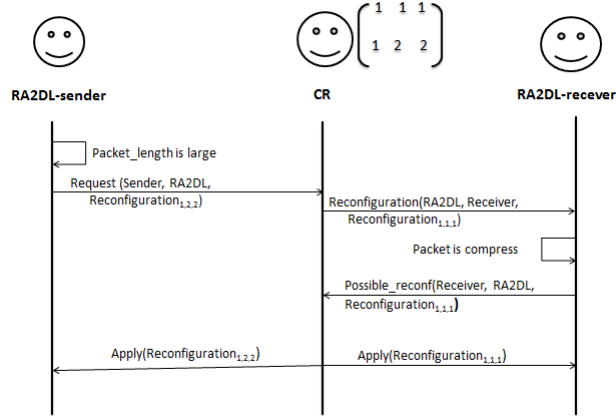 1 1 1
1 2 2
RA2DL-sender
CR
RA2DL-recever
Packet_length is large
Request (Sender, RA2DL,
Reconfiguration1,2,2)
Reconfiguration(RA2DL, Receiver,
Reconfiguration1,1,1)
Packet is compress
Possible_reconf(Receiver, RA2DL,
Reconfiguration1,1,1)
Apply(Reconfiguration1,2,2)
Apply(Reconfiguration1,1,1)